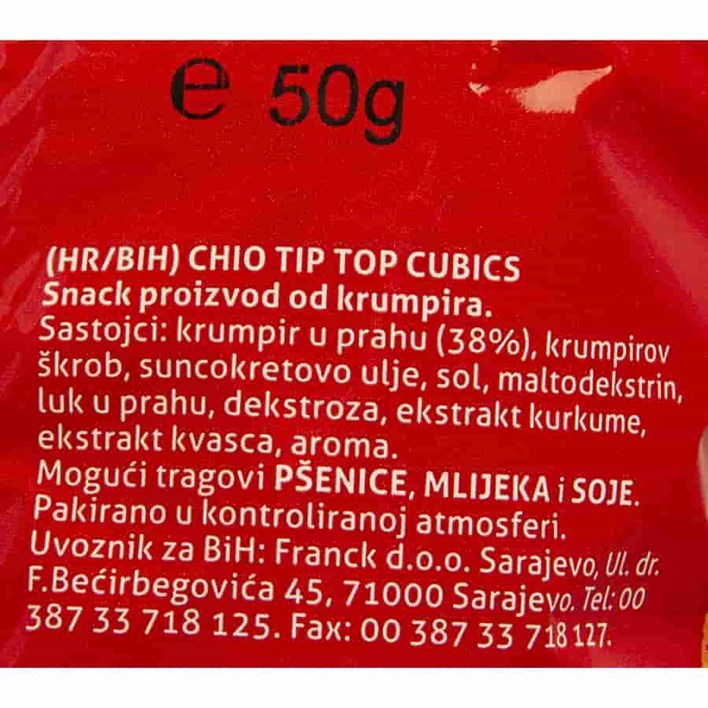 e 50g
(HR/BIH) CHIO TIP TOP CUBICS
Snack proizvod od krumpira.
Sastojci: krumpir u prahu (38%), krumpirov
škrob, suncokretovo ulje, sol, maltodekstrin,
luk u prahu, dekstroza, ekstrakt kurkume,
ekstrakt kvasca, aroma.
Mogući tragovi PŠENICE, MLIJEKA i SOJE.
Pakirano u kontroliranoj atmosferi.
Uvoznik za BiH: Franck d.o.o. Sarajevo, Ul. dr.
F.Bećirbegovića 45, 71000 Sarajevo. Tel: 00
387 33 718 125. Fax: 00 387 33 718 127.